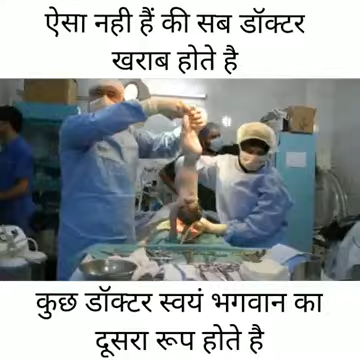 ऐसा नही हैं की सब डॉक्टर
खराब होते है
कुछ डॉक्टर स्वयं भगवान का
दूसरा रूप होते है